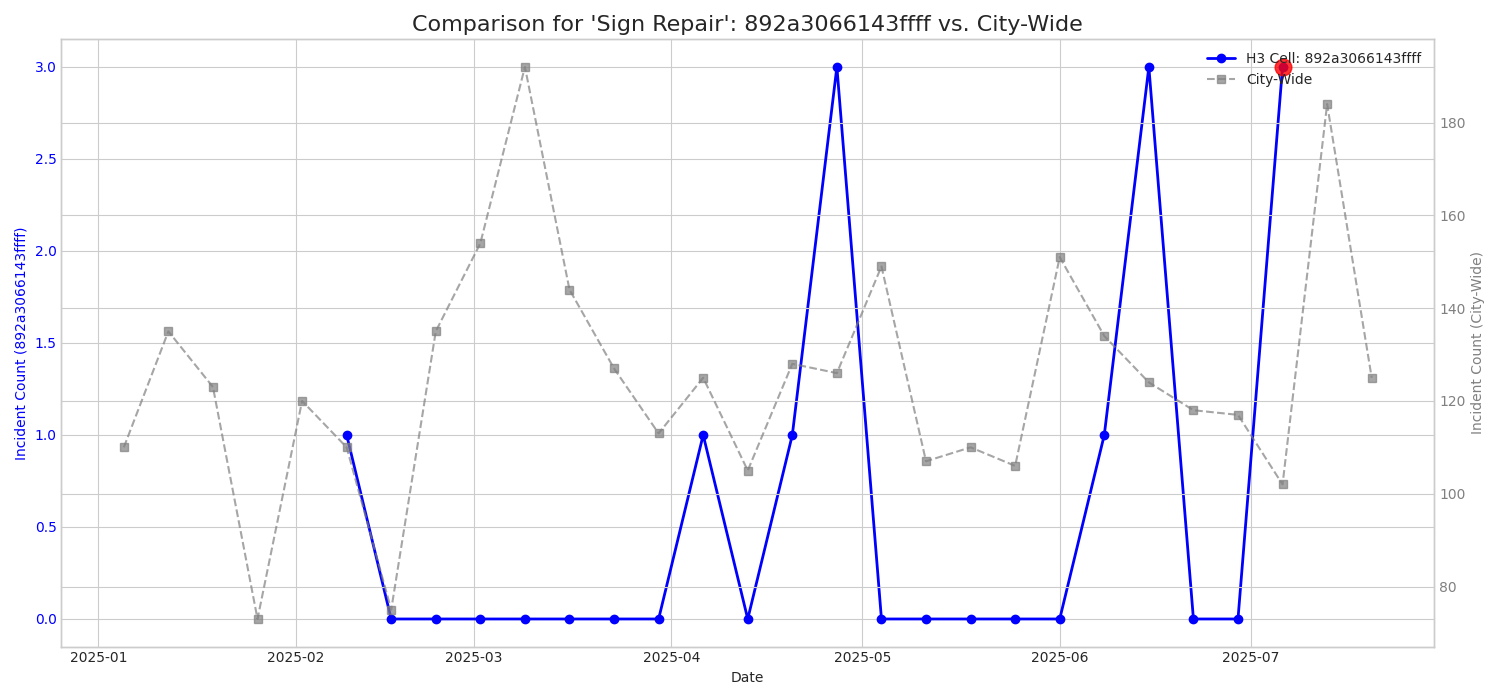 Comparison for 'Sign Repair': 892a3066143ffff vs. City-Wide
H3 Cell: 892a3066143ffff
City-Wide
Incident Count (892a3066143ffff)
3.0
2.5
2.0
1.5
1.0
0.5
0.0
180
160
140
120
100
80
Incident Count (City-Wide)
2025-01 2025-02 2025-03 2025-04 2025-05 2025-06 2025-07
Date